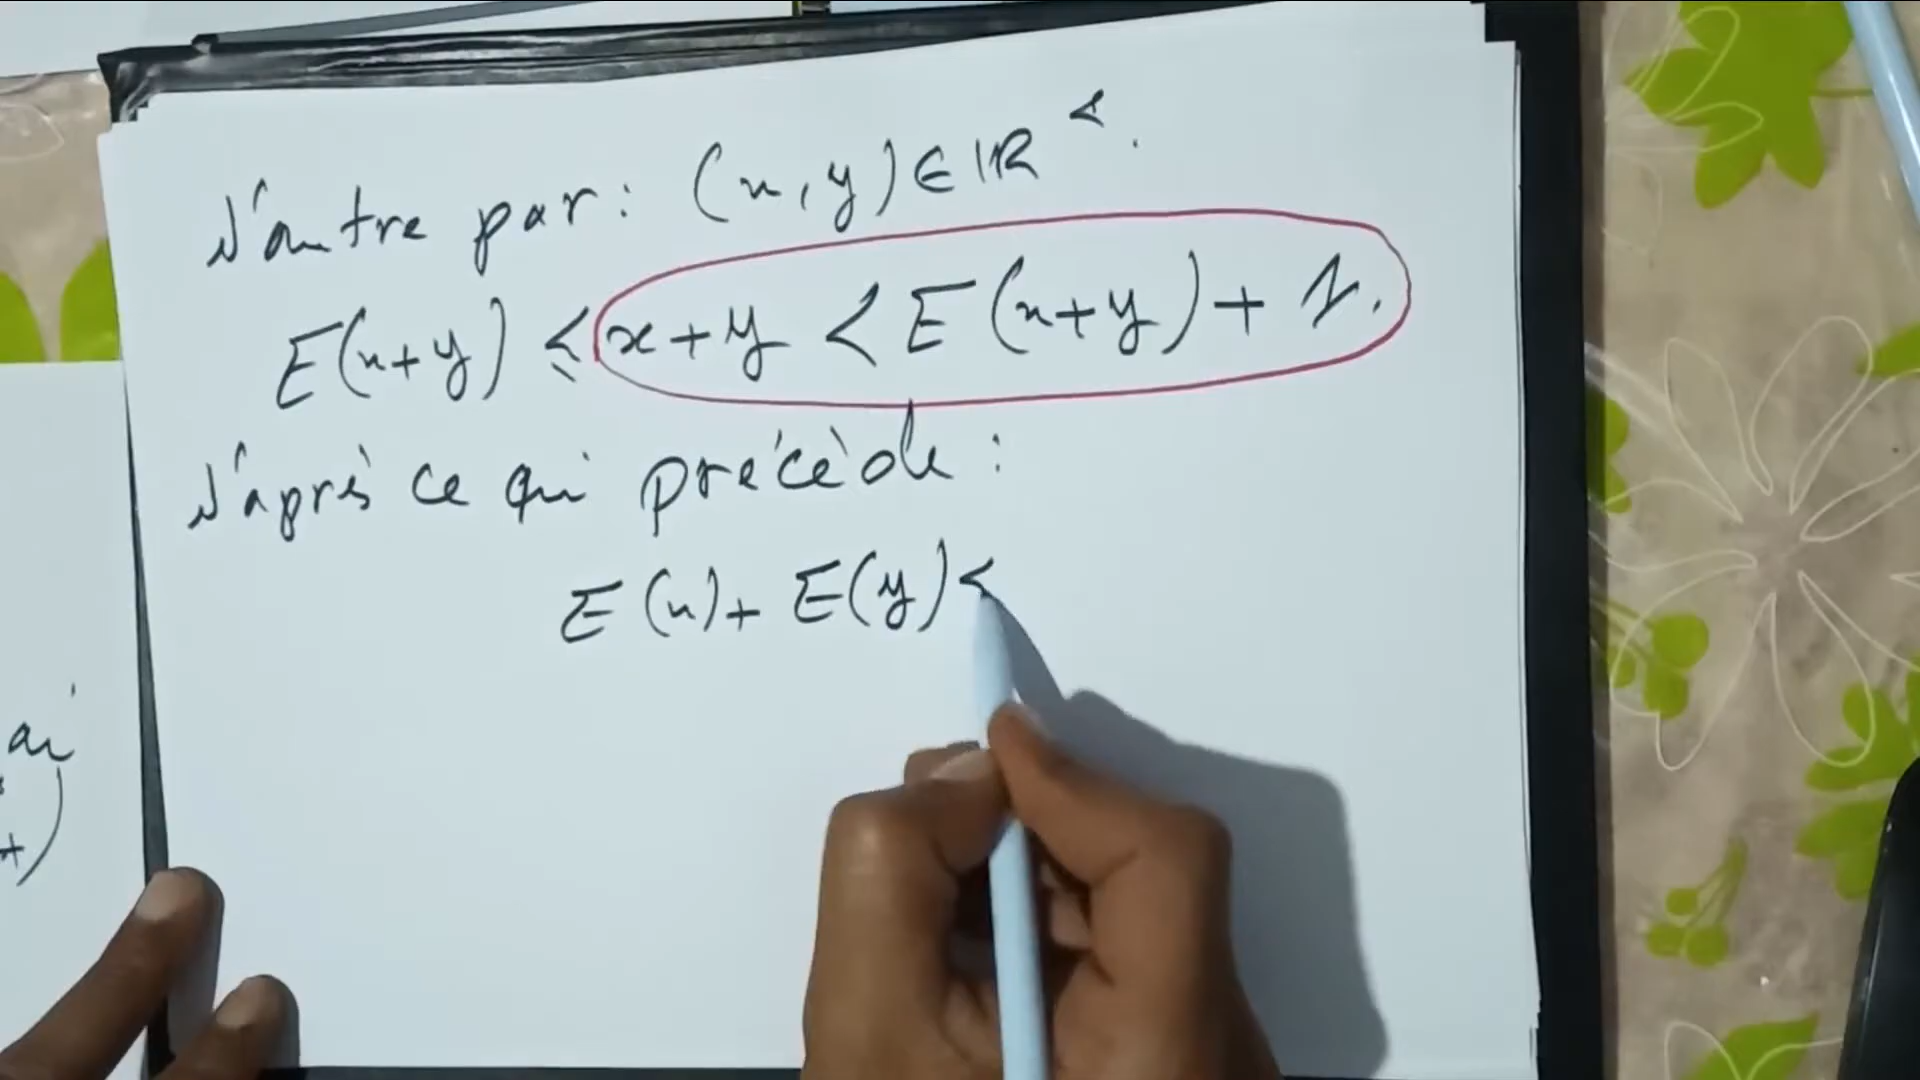 d'autre par : (x, y) ∈ ℝ².
E(x+y) ≤ x+y < E(x+y) + 1.
d'après ce qui précède :
E(x) + E(y) <